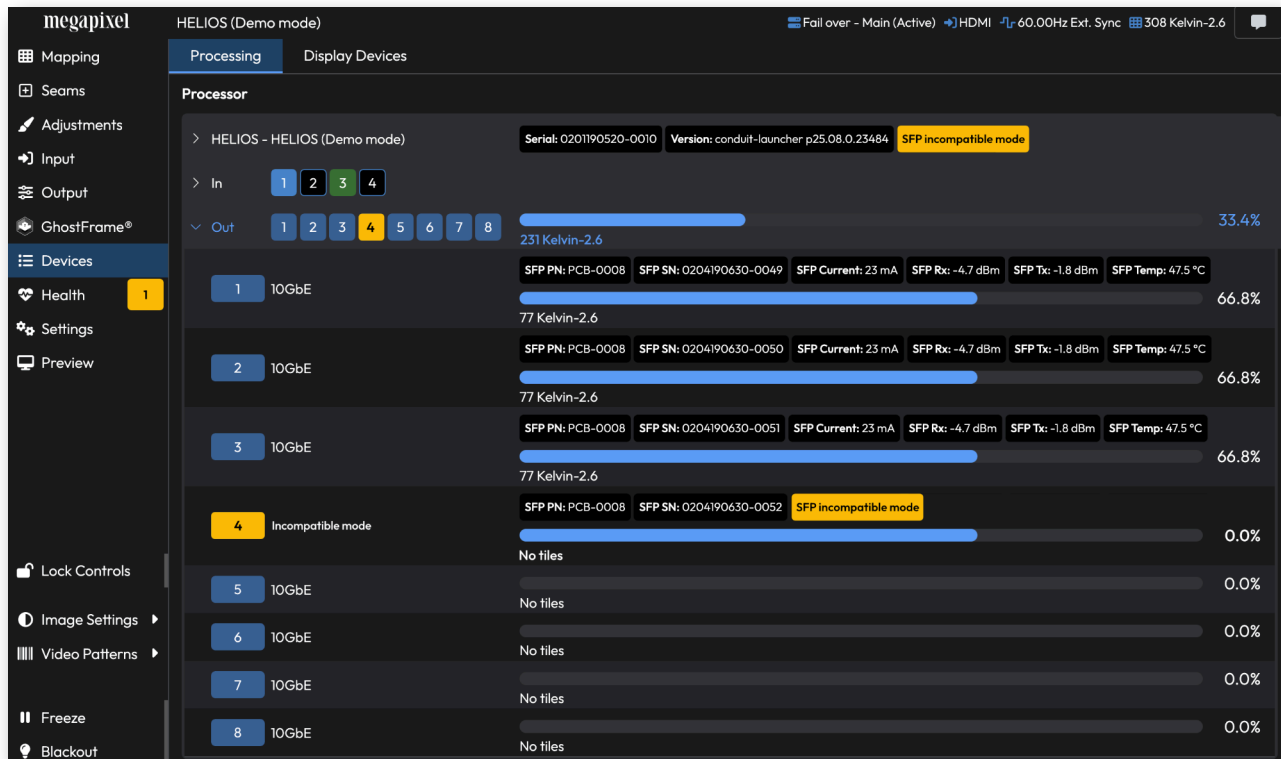 megapixel
HELIOS (Demo mode)
Fail over - Main (Active) HDMI 60.00Hz Ext. Sync 308 Kelvin-2.6
Mapping
Seams
Adjustments
Input
Output
GhostFrame®
Devices
Health 1
Settings
Preview
Lock Controls
Image Settings
Video Patterns
Freeze
Blackout
Processing Display Devices
Processor
HELIOS - HELIOS (Demo mode) Serial: 0201190520-0010 Version: conduit-launcher p25.08.0.23484 SFP incompatible mode
In 1 2 3 4
Out 1 2 3 4 5 6 7 8 33.4%
231 Kelvin-2.6
SFP PN: PCB-0008 SFP SN: 0204190630-0049 SFP Current: 23 mA SFP Rx: -4.7 dBm SFP Tx: -1.8 dBm SFP Temp: 47.5 °C
1 10GbE 66.8%
77 Kelvin-2.6
SFP PN: PCB-0008 SFP SN: 0204190630-0050 SFP Current: 23 mA SFP Rx: -4.7 dBm SFP Tx: -1.8 dBm SFP Temp: 47.5 °C
2 10GbE 66.8%
77 Kelvin-2.6
SFP PN: PCB-0008 SFP SN: 0204190630-0051 SFP Current: 23 mA SFP Rx: -4.7 dBm SFP Tx: -1.8 dBm SFP Temp: 47.5 °C
3 10GbE 66.8%
77 Kelvin-2.6
SFP PN: PCB-0008 SFP SN: 0204190630-0052 SFP incompatible mode
4 Incompatible mode 0.0%
No tiles
5 10GbE 0.0%
No tiles
6 10GbE 0.0%
No tiles
7 10GbE 0.0%
No tiles
8 10GbE 0.0%
No tiles